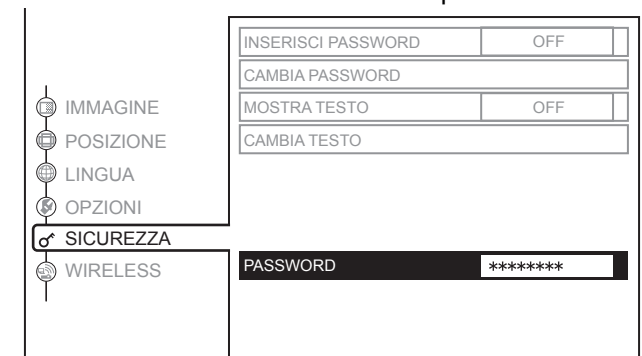 INSERISCI PASSWORD OFF
CAMBIA PASSWORD
MOSTRA TESTO OFF
CAMBIA TESTO
IMMAGINE
POSIZIONE
LINGUA
OPZIONI
SICUREZZA
WIRELESS
PASSWORD ********